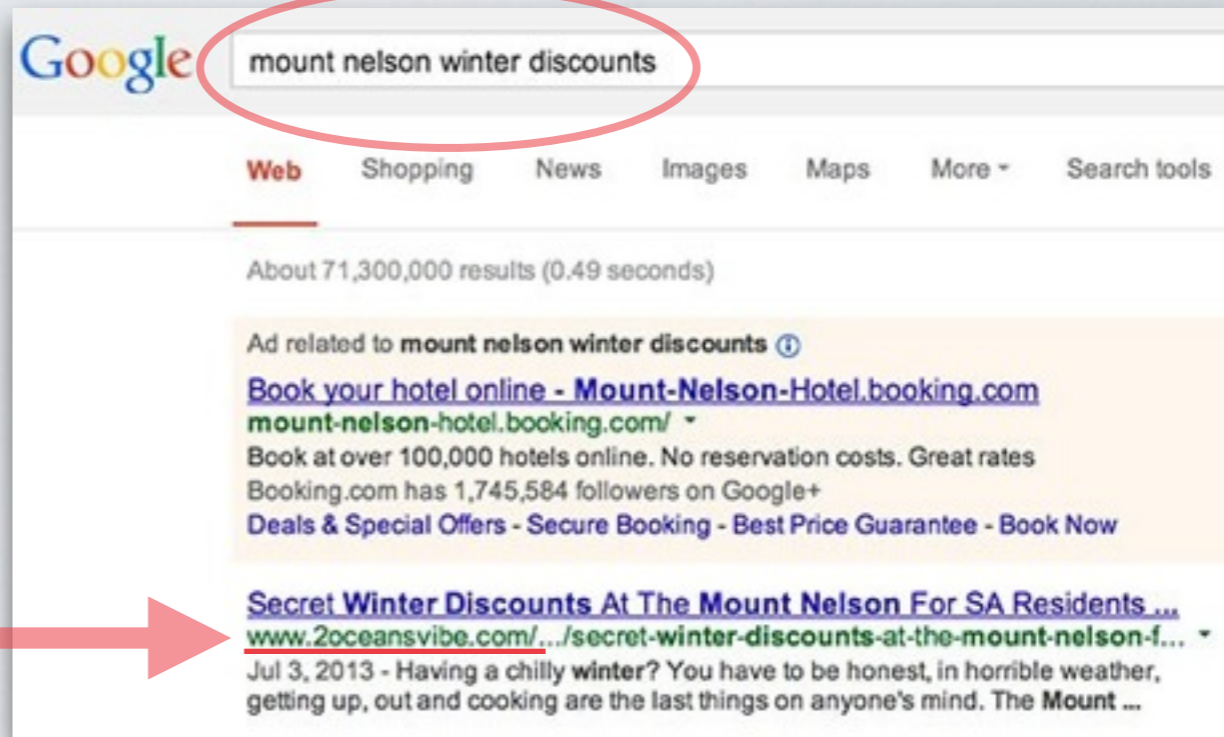 Google mount nelson winter discounts
Web Shopping News Images Maps More Search tools
About 71,300,000 results (0.49 seconds)
Ad related to mount nelson winter discounts
Book your hotel online - Mount-Nelson-Hotel.booking.com
mount-nelson-hotel.booking.com/
Book at over 100,000 hotels online. No reservation costs. Great rates
Booking.com has 1,745,584 followers on Google+
Deals & Special Offers - Secure Booking - Best Price Guarantee - Book Now
Secret Winter Discounts At The Mount Nelson For SA Residents ...
www.2oceansvibe.com/.../secret-winter-discounts-at-the-mount-nelson-f...
Jul 3, 2013 - Having a chilly winter? You have to be honest, in horrible weather,
getting up, out and cooking are the last things on anyone's mind. The Mount ...